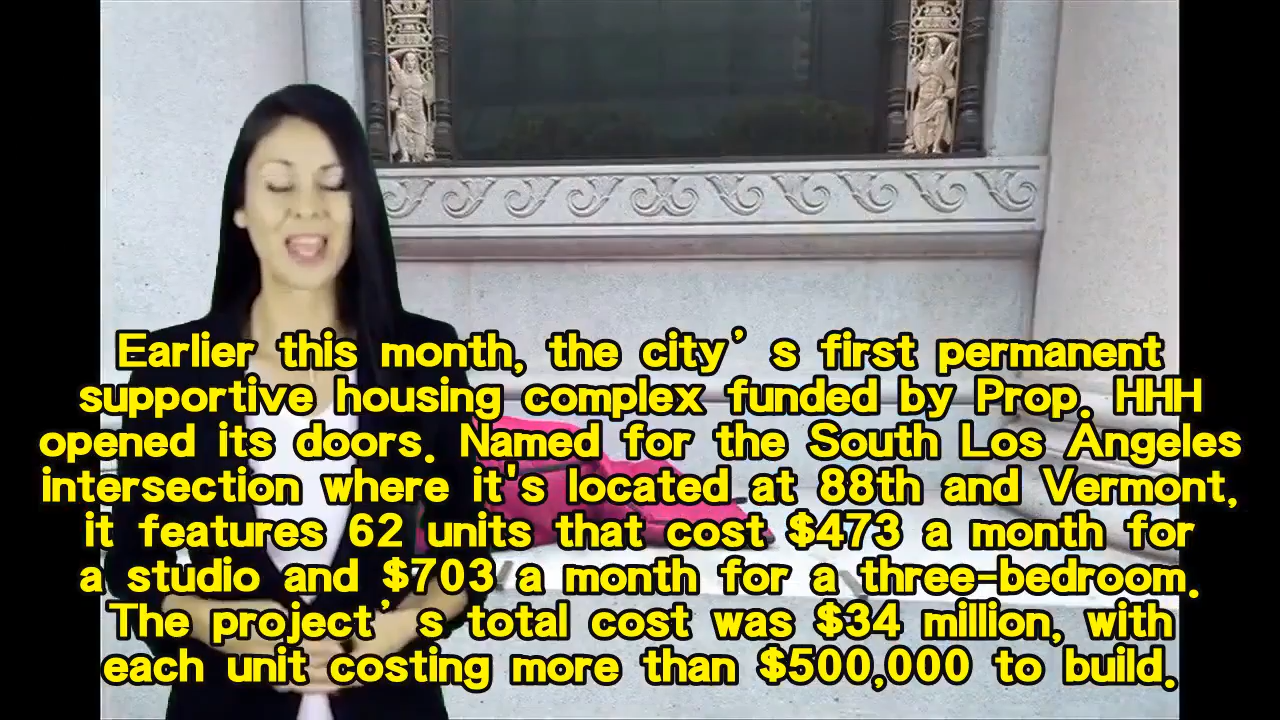 Earlier this month, the city’s first permanent
supportive housing complex funded by Prop. HHH
opened its doors. Named for the South Los Angeles
intersection where it's located at 88th and Vermont,
it features 62 units that cost $473 a month for
a studio and $703 a month for a three-bedroom.
The project’s total cost was $34 million, with
each unit costing more than $500,000 to build.